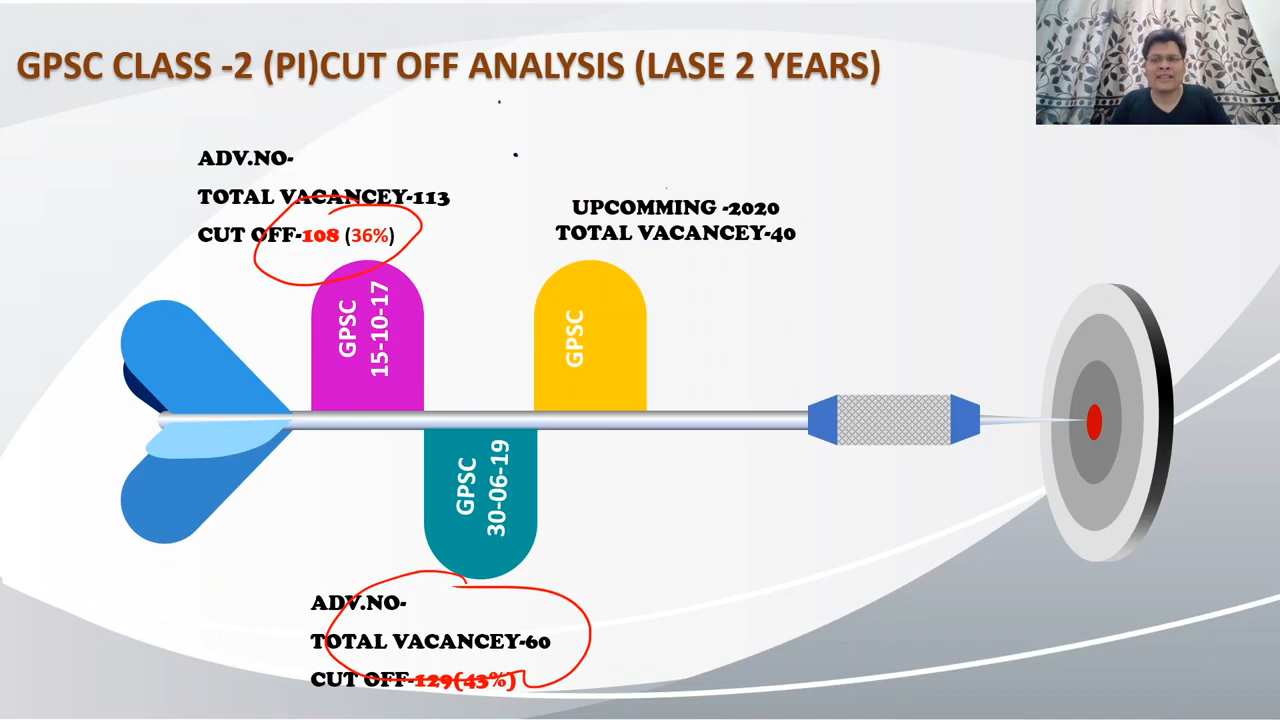 GPSC CLASS -2 (PI)CUT OFF ANALYSIS (LASE 2 YEARS)
ADV.NO-
TOTAL VACANCEY-113
CUT OFF-108 (36%)
UPCOMMING -2020
TOTAL VACANCEY-40
GPSC
15-10-17
GPSC
GPSC
30-06-19
ADV.NO-
TOTAL VACANCEY-60
CUT OFF-129(43%)